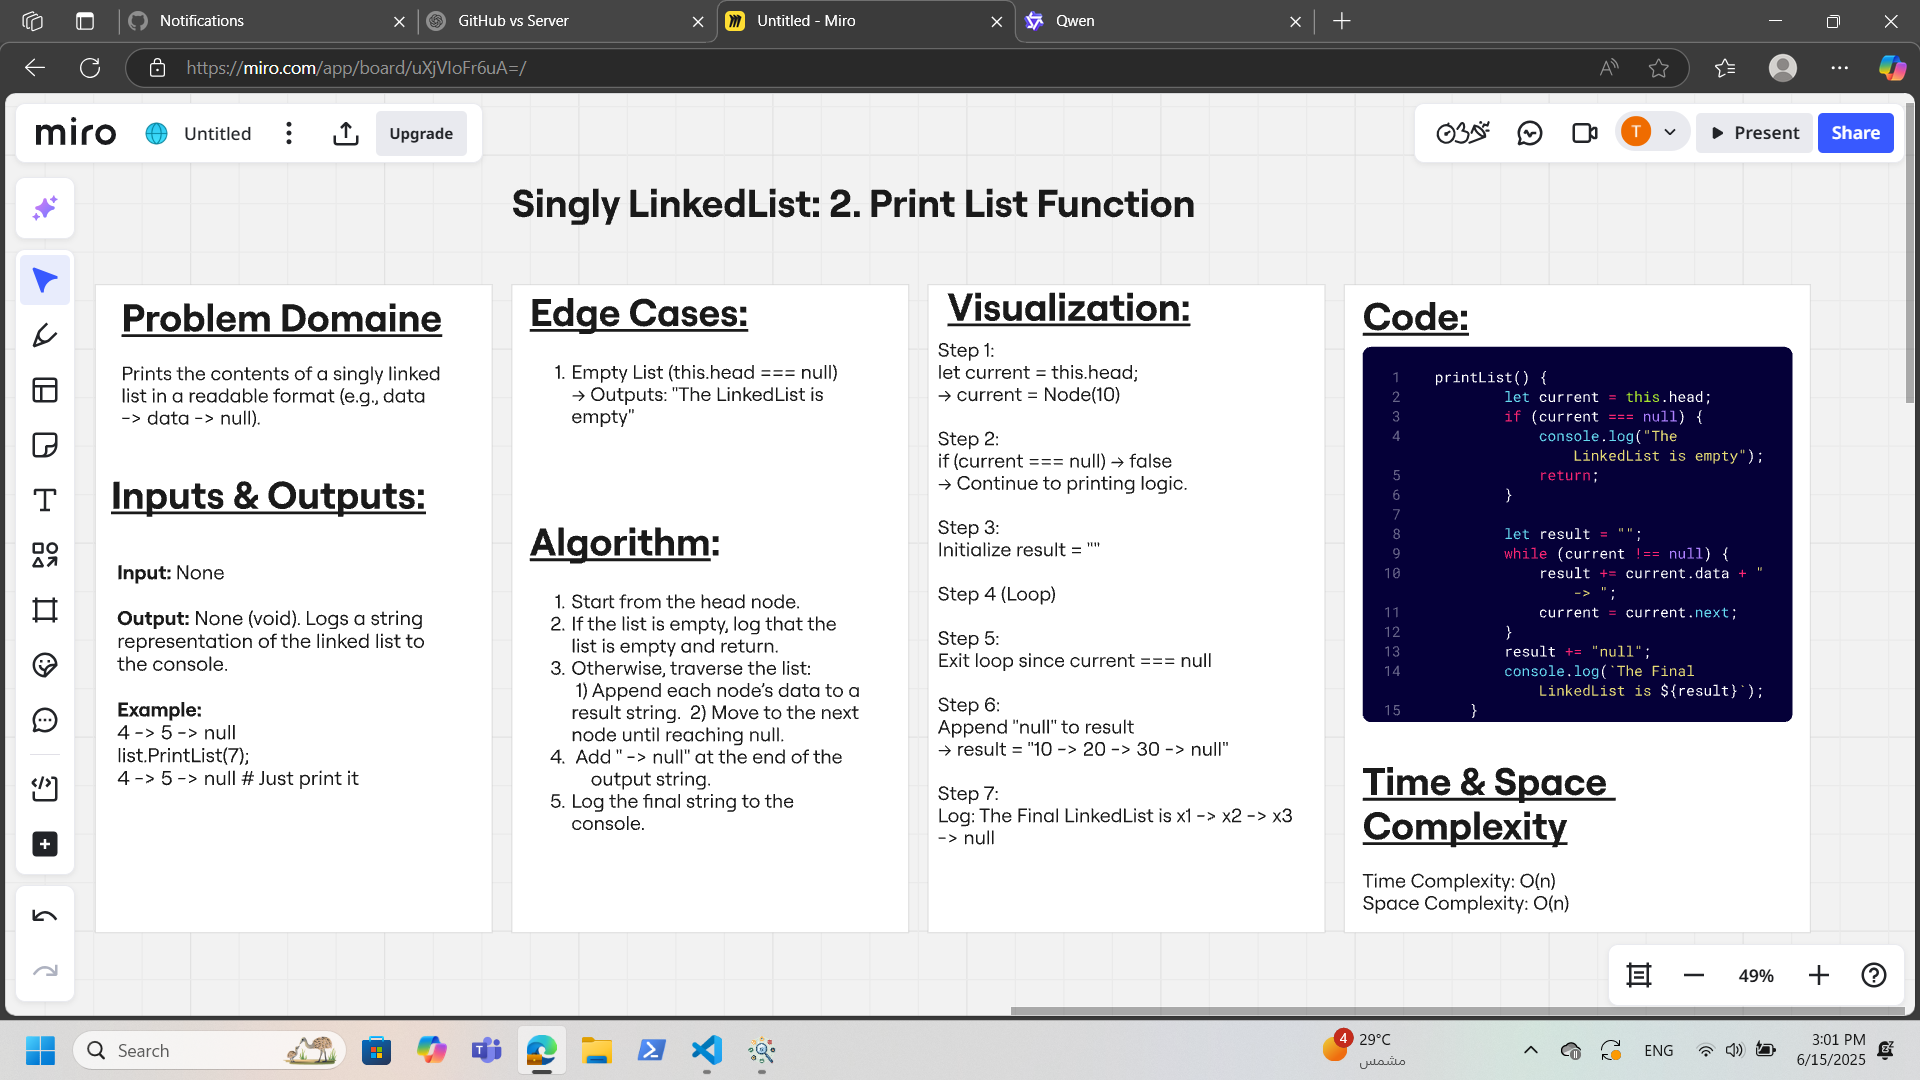 Notifications
GitHub vs Server
Untitled - Miro
Qwen
https://miro.com/app/board/uXjVIoFr6uA=/
miro
Untitled
Upgrade
T
Present
Share
Singly LinkedList: 2. Print List Function
Problem Domaine
Prints the contents of a singly linked
list in a readable format (e.g., data
-> data -> null).
Inputs & Outputs:
Input: None
Output: None (void). Logs a string
representation of the linked list to
the console.
Example:
4 -> 5 -> null
list.PrintList(7);
4 -> 5 -> null # Just print it
Edge Cases:
1. Empty List (this.head === null)
→ Outputs: "The LinkedList is
empty"
Algorithm:
1. Start from the head node.
2. If the list is empty, log that the
list is empty and return.
3. Otherwise, traverse the list:
1) Append each node's data to a
result string. 2) Move to the next
node until reaching null.
4. Add " -> null" at the end of the
output string.
5. Log the final string to the
console.
Visualization:
Step 1:
let current = this.head;
→ current = Node(10)
Step 2:
if (current === null) → false
→ Continue to printing logic.
Step 3:
Initialize result = ""
Step 4 (Loop)
Step 5:
Exit loop since current === null
Step 6:
Append "null" to result
→ result = "10 -> 20 -> 30 -> null"
Step 7:
Log: The Final LinkedList is x1 -> x2 -> x3
-> null
Code:
1 printList() {
2 let current = this.head;
3 if (current === null) {
4 console.log("The
LinkedList is empty");
5 return;
6 }
7
8 let result = "";
9 while (current !== null) {
10 result += current.data + "
-> ";
11 current = current.next;
12 }
13 result += "null";
14 console.log(`The Final
LinkedList is ${result}`);
15 }
Time & Space
Complexity
Time Complexity: O(n)
Space Complexity: O(n)
49%
Search
4
29°C
مشمس
ENG
3:01 PM
6/15/2025